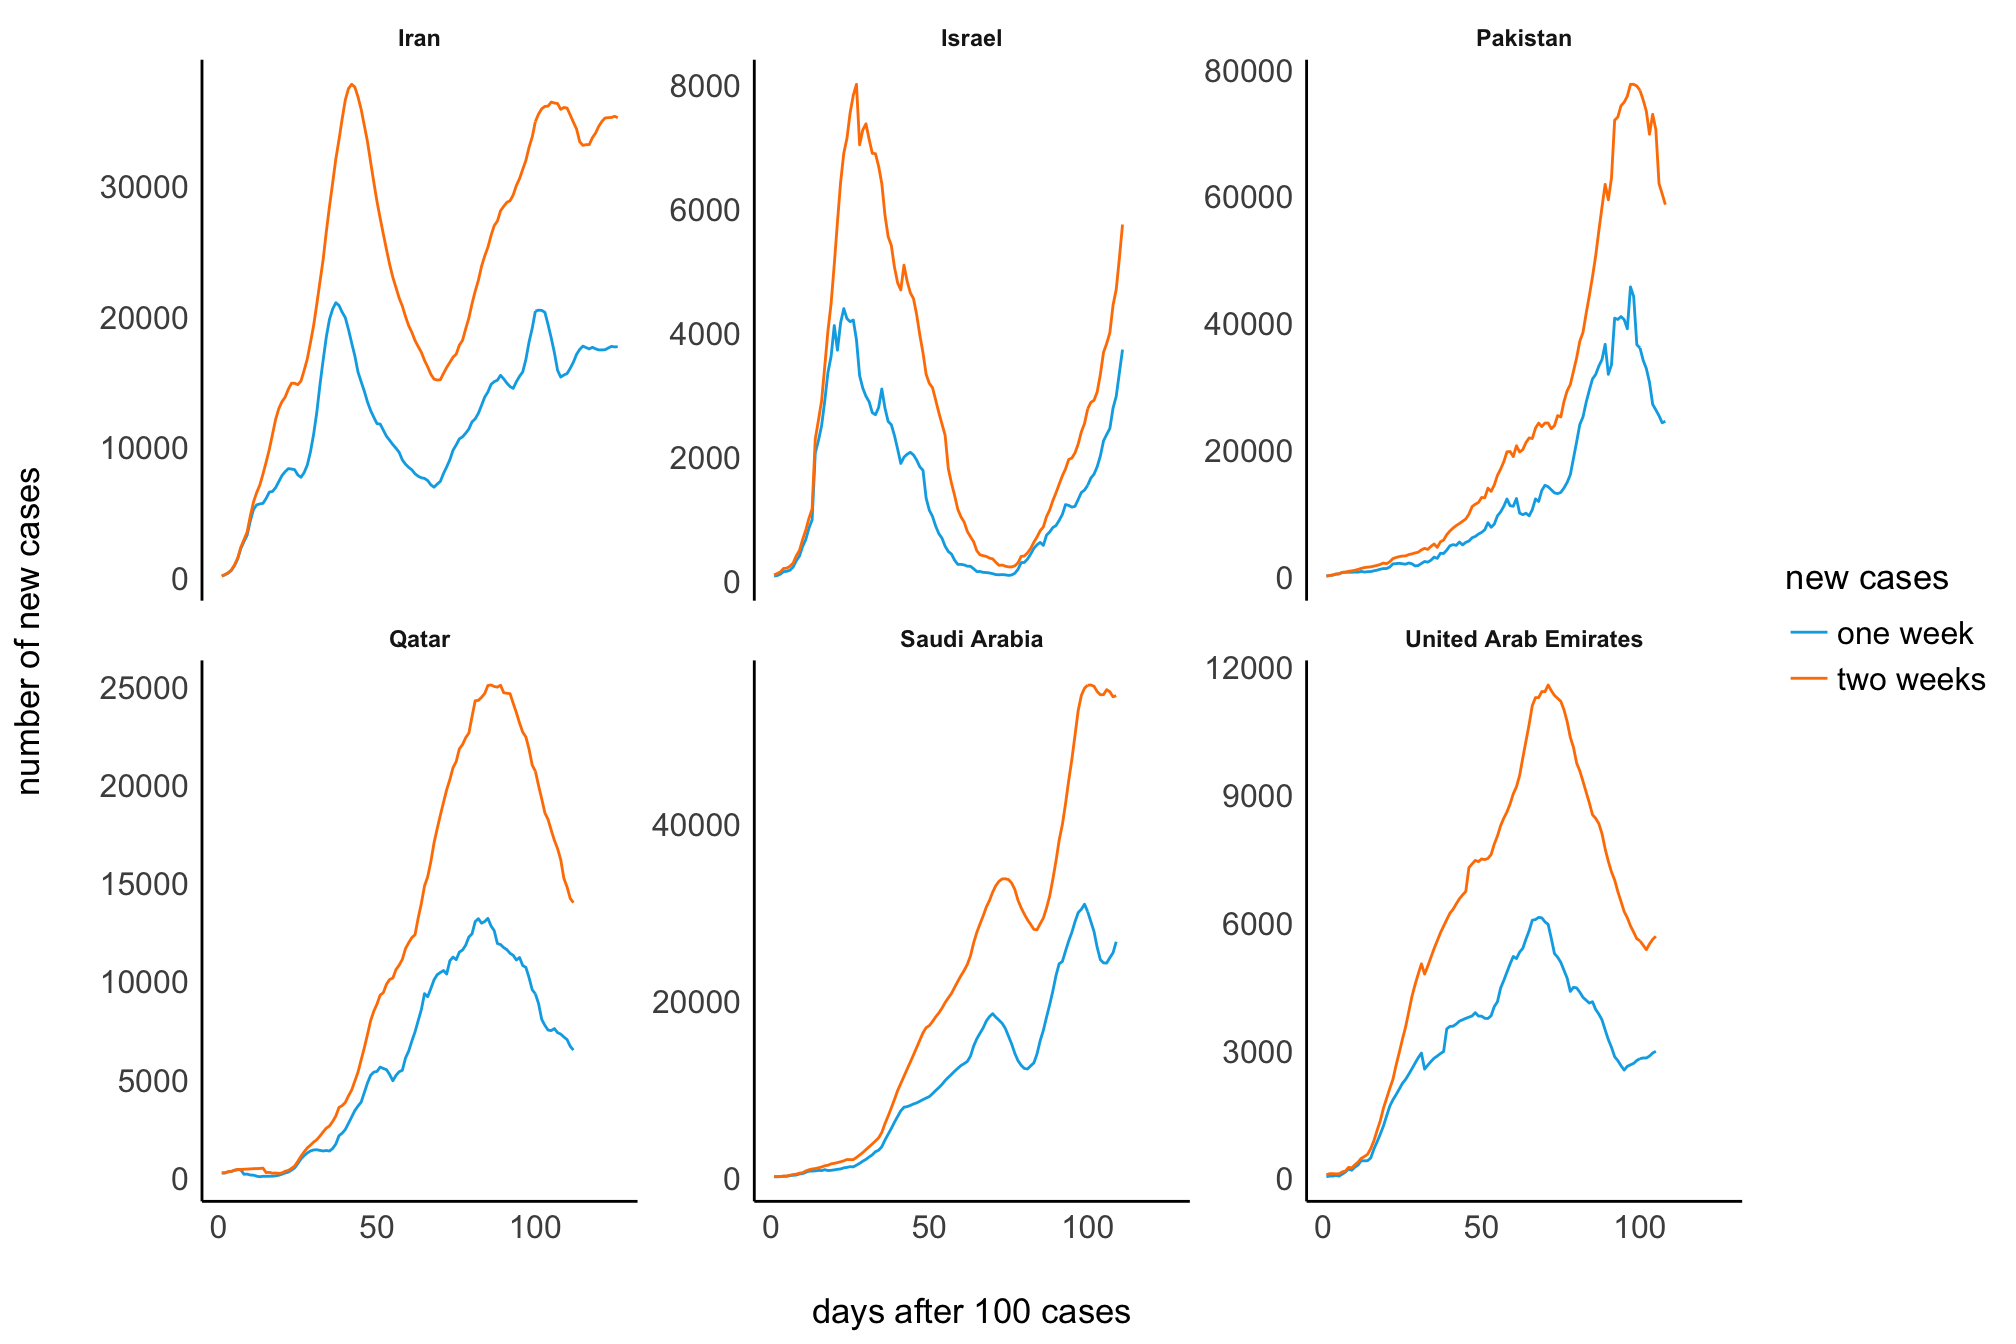 Iran
Israel
Pakistan
30000
20000
10000
0
8000
6000
4000
2000
0
80000
60000
40000
20000
0
Qatar
Saudi Arabia
United Arab Emirates
25000
20000
15000
10000
5000
0
40000
20000
0
12000
9000
6000
3000
0
0 50 100
0 50 100
0 50 100
days after 100 cases
number of new cases
new cases
one week
two weeks